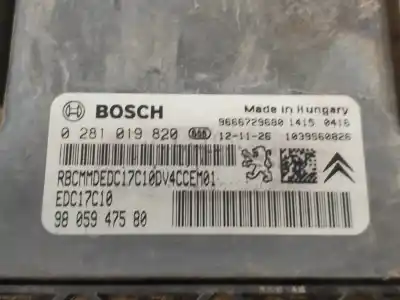 BOSCH
Made in Hungary
9666729680 1415 0416
0 281 019 820 12-11-26 1039S60826
RBCMMDEDC17C10DV4CCEM01
EDC17C10
98 059 475 80